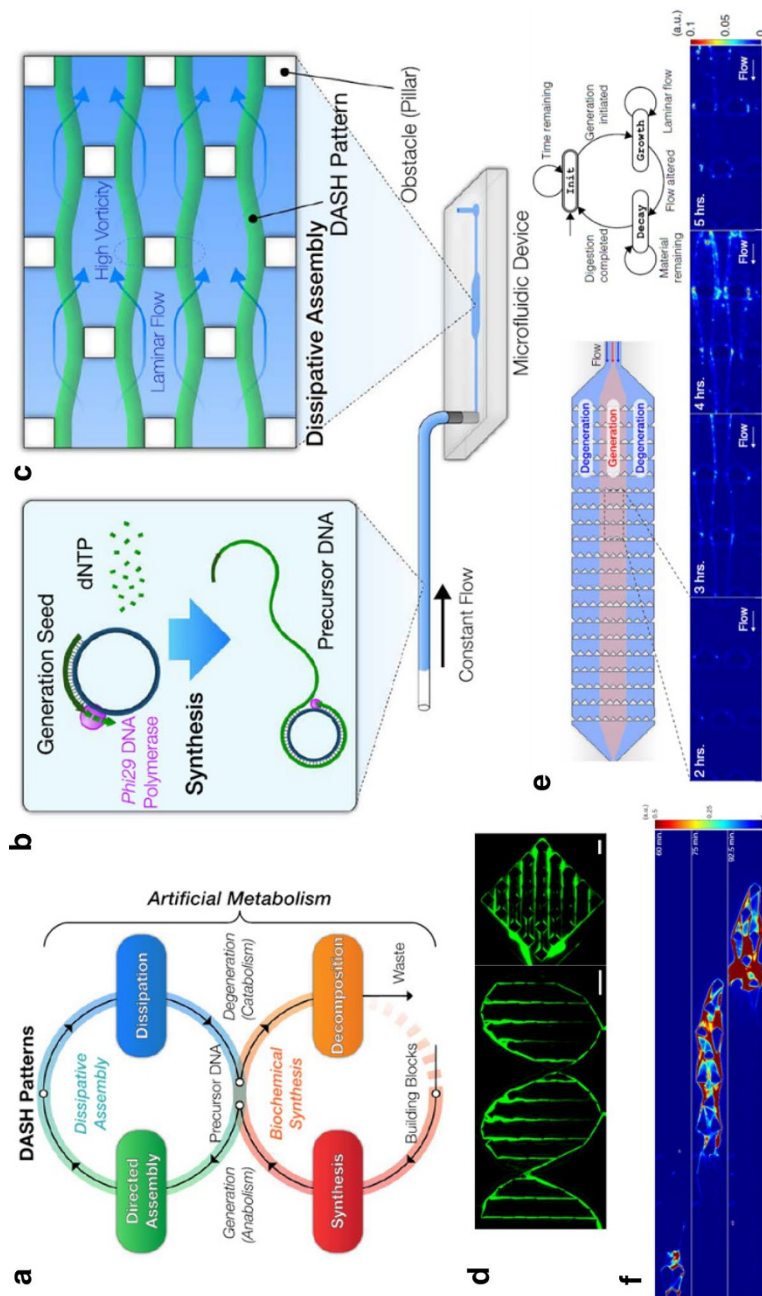 a
DASH Patterns
Directed
Assembly
Dissipative
Assembly
Dissipation
Generation
(Anabolism)
Precursor DNA
Degeneration
(Catabolism)
Synthesis
Biochemical
Synthesis
Decomposition
Building Blocks
Waste
Artificial Metabolism
b
Generation Seed
Phi29 DNA
Polymerase
dNTP
Synthesis
Precursor DNA
Constant Flow
Microfluidic Device
c
High Vorticity
Laminar Flow
Dissipative Assembly
DASH Pattern
Obstacle (Pillar)
d
e
Flow
Degeneration
Generation
Degeneration
Time remaining
Init
Generation
initiated
Digestion
completed
Decay
Growth
Material
remaining
Flow altered
Laminar flow
2 hrs.
3 hrs.
4 hrs.
5 hrs.
Flow
Flow
Flow
Flow
(a.u.)
0.1
0.05
0
f
60 min.
75 min.
92.5 min.
(a.u.)
0.5
0.25